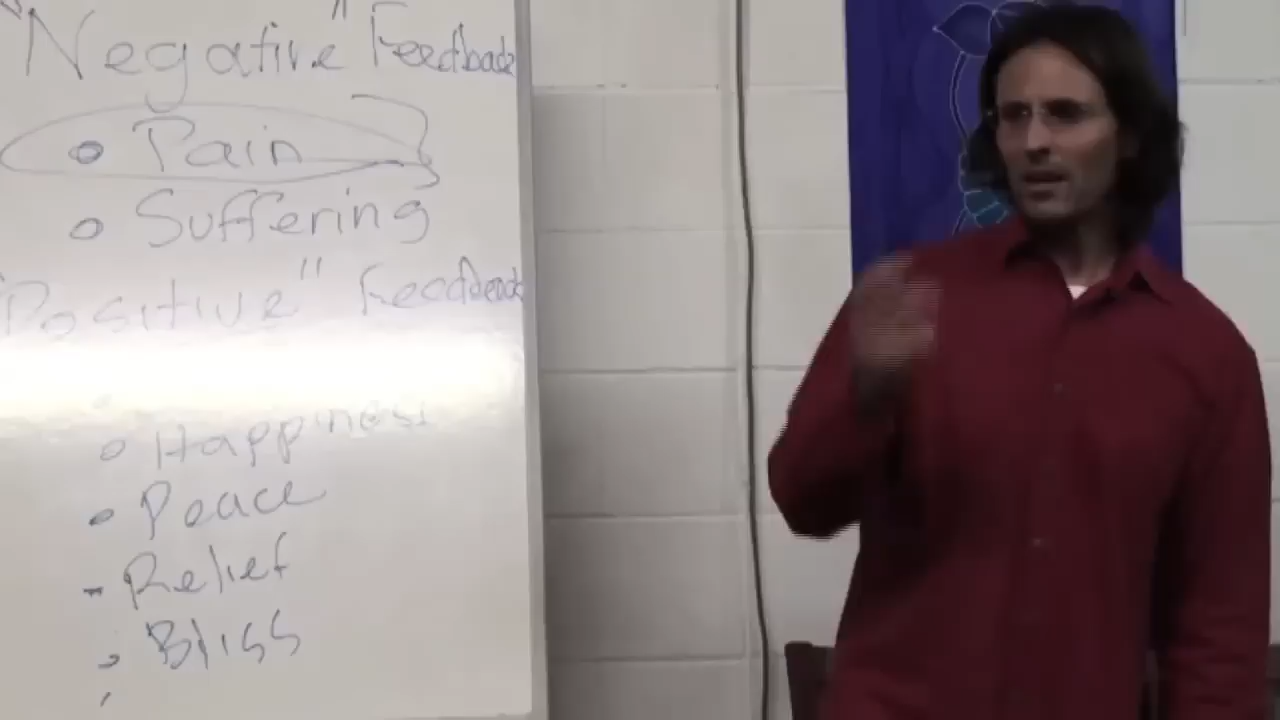 "Negative" Feedback
Pain
Suffering
"Positive" Feedback
Happiness
Peace
Relief
Bliss